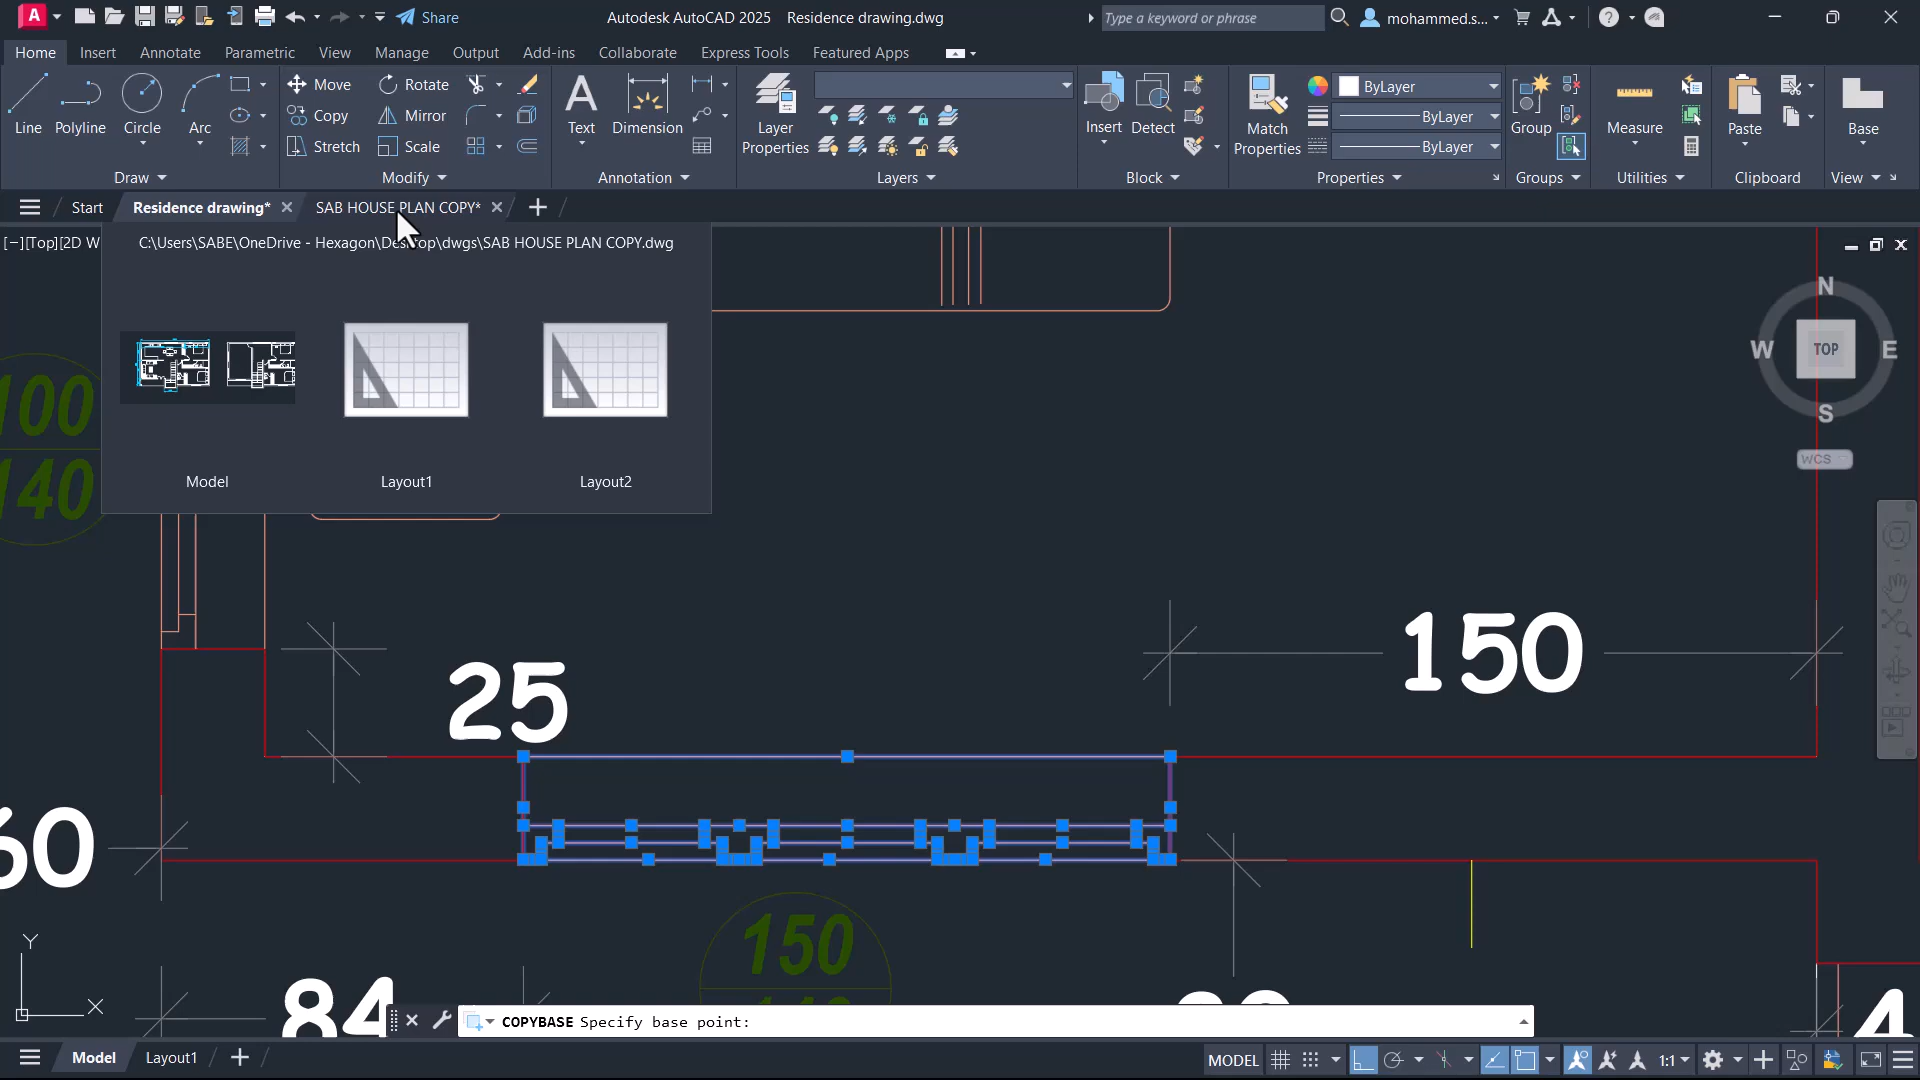 Share
Autodesk AutoCAD 2025 Residence drawing.dwg
Type a keyword or phrase
mohammed.s...
Home Insert Annotate Parametric View Manage Output Add-ins Collaborate Express Tools Featured Apps
Line Polyline Circle Arc
Draw
Move Rotate
Copy Mirror
Stretch Scale
Modify
Text Dimension
Annotation
Layer Properties
Layers
Insert Detect
Block
Match Properties
ByLayer
ByLayer
ByLayer
Properties
Group
Groups
Measure
Utilities
Paste
Clipboard
Base
View
Start Residence drawing* SAB HOUSE PLAN COPY*
[−][Top][2D W
C:\Users\SABE\OneDrive - Hexagon\Desktop\dwgs\SAB HOUSE PLAN COPY.dwg
Model Layout1 Layout2
N
W TOP E
S
WCS
100
140
25
150
60
150
84
Y
X
COPYBASE Specify base point:
Model Layout1
MODEL 1:1